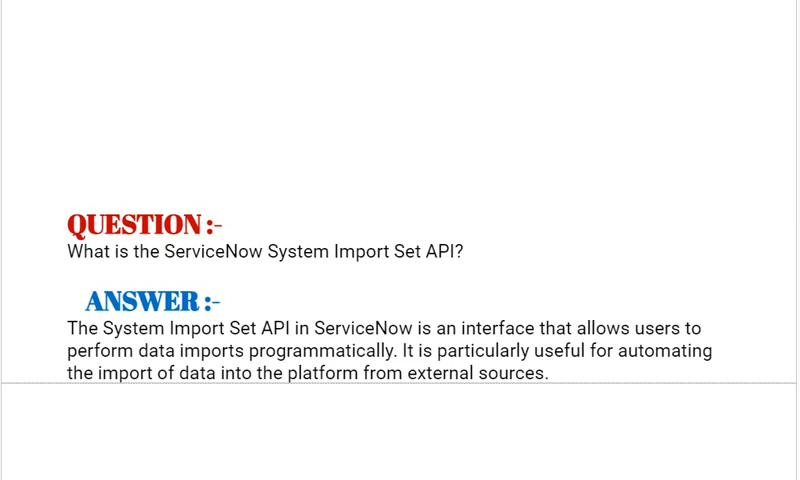 QUESTION :-
What is the ServiceNow System Import Set API?
ANSWER :-
The System Import Set API in ServiceNow is an interface that allows users to
perform data imports programmatically. It is particularly useful for automating
the import of data into the platform from external sources.